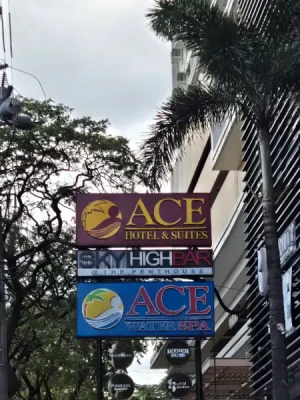 ACE
HOTEL & SUITES
SKY HIGH BAR
@ THE PENTHOUSE
ACE
WATER SPA